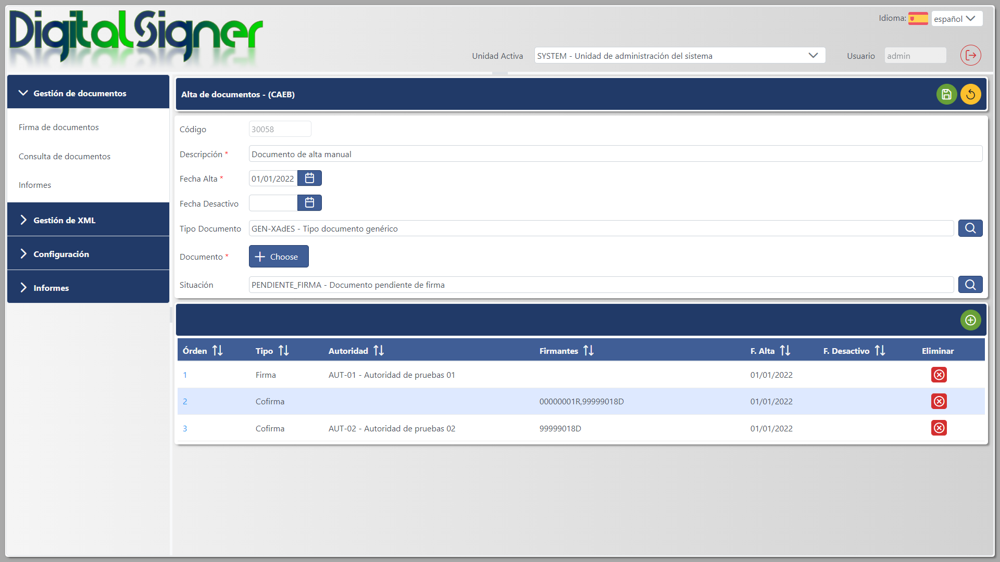 DigitalSigner
Idioma: español
Unidad Activa SYSTEM - Unidad de administración del sistema Usuario admin
Gestión de documentos
Firma de documentos
Consulta de documentos
Informes
Gestión de XML
Configuración
Informes
Alta de documentos - (CAEB)
Código 30058
Descripción * Documento de alta manual
Fecha Alta * 01/01/2022
Fecha Desactivo
Tipo Documento GEN-XAdES - Tipo documento genérico
Documento * Choose
Situación PENDIENTE_FIRMA - Documento pendiente de firma
Órden Tipo Autoridad Firmantes F. Alta F. Desactivo Eliminar
1 Firma AUT-01 - Autoridad de pruebas 01 01/01/2022
2 Cofirma 00000001R,99999018D 01/01/2022
3 Cofirma AUT-02 - Autoridad de pruebas 02 99999018D 01/01/2022